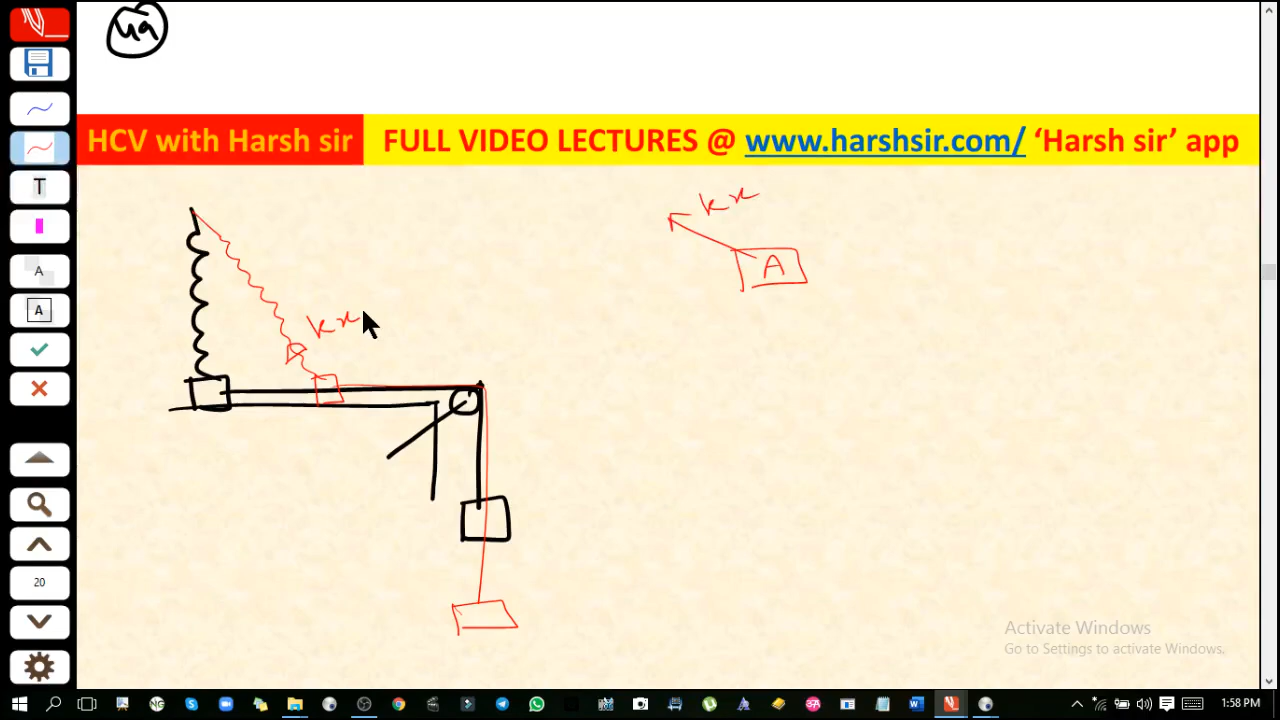 ua
HCV with Harsh sir FULL VIDEO LECTURES @ www.harshsir.com/ 'Harsh sir' app
kx
A
kx
T
A
A
20
Activate Windows
Go to Settings to activate Windows.
1:58 PM